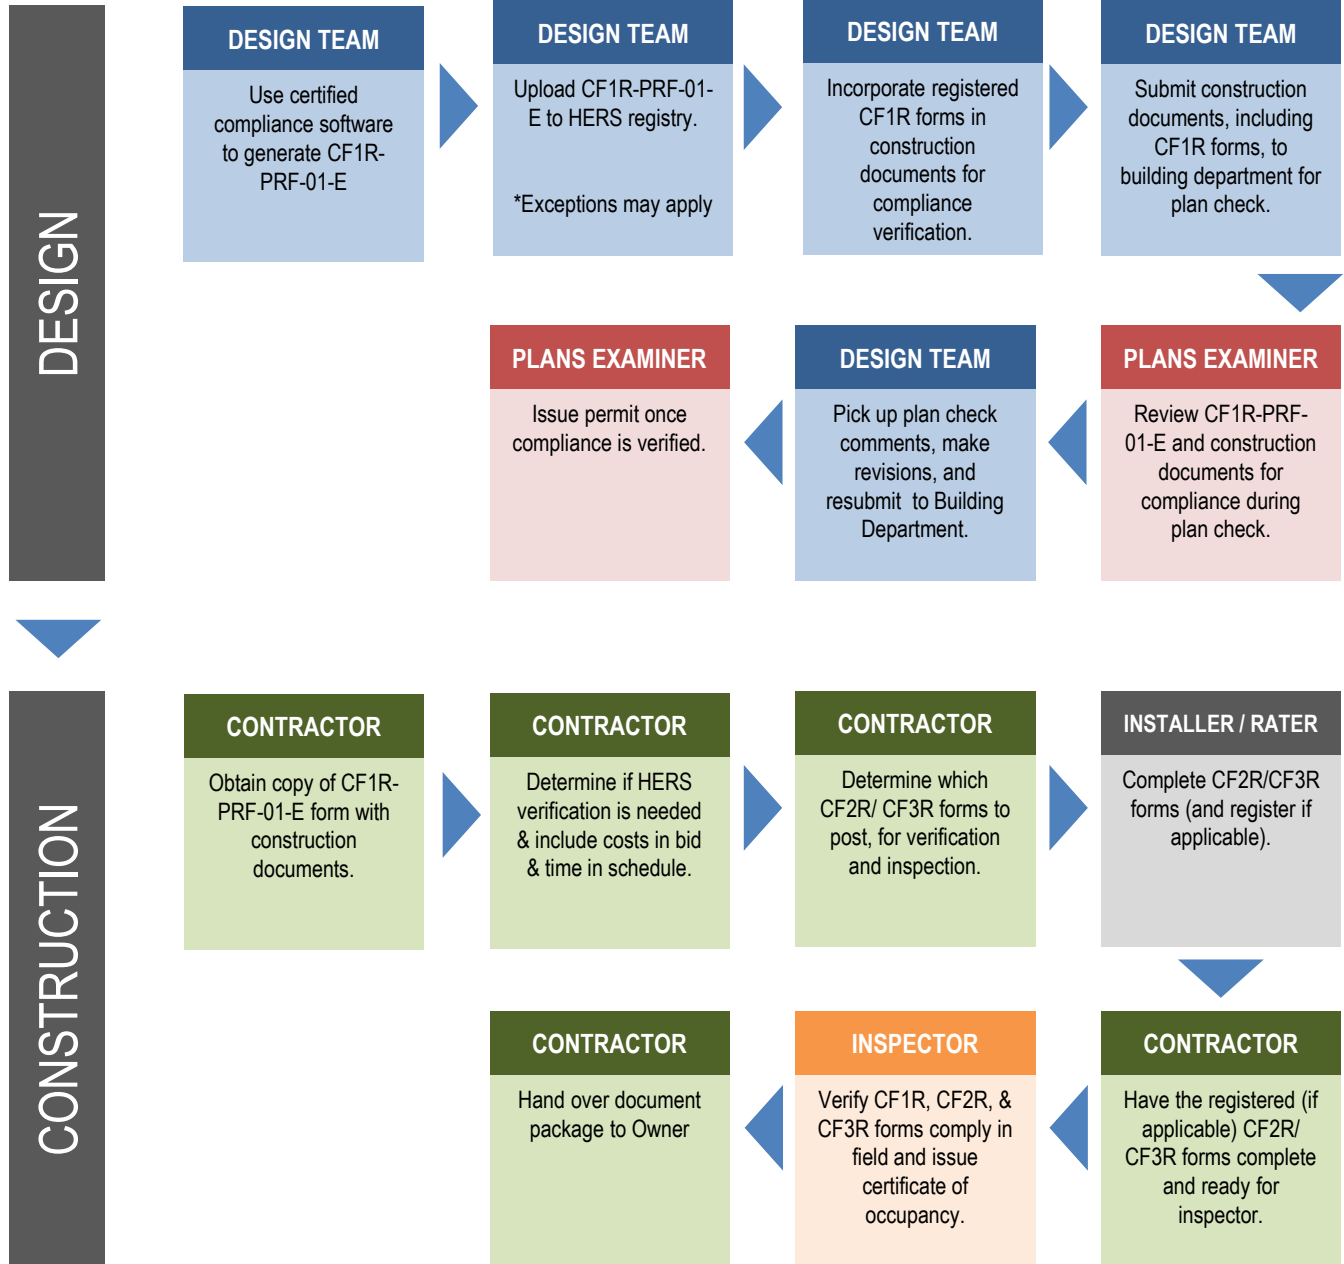 DESIGN
DESIGN TEAM
Use certified
compliance software
to generate CF1R-
PRF-01-E
DESIGN TEAM
Upload CF1R-PRF-01-
E to HERS registry.
*Exceptions may apply
DESIGN TEAM
Incorporate registered
CF1R forms in
construction
documents for
compliance
verification.
DESIGN TEAM
Submit construction
documents, including
CF1R forms, to
building department for
plan check.
PLANS EXAMINER
Review CF1R-PRF-
01-E and construction
documents for
compliance during
plan check.
DESIGN TEAM
Pick up plan check
comments, make
revisions, and
resubmit to Building
Department.
PLANS EXAMINER
Issue permit once
compliance is verified.
CONSTRUCTION
CONTRACTOR
Obtain copy of CF1R-
PRF-01-E form with
construction
documents.
CONTRACTOR
Determine if HERS
verification is needed
& include costs in bid
& time in schedule.
CONTRACTOR
Determine which
CF2R/ CF3R forms to
post, for verification
and inspection.
INSTALLER / RATER
Complete CF2R/CF3R
forms (and register if
applicable).
CONTRACTOR
Have the registered (if
applicable) CF2R/
CF3R forms complete
and ready for
inspector.
INSPECTOR
Verify CF1R, CF2R, &
CF3R forms comply in
field and issue
certificate of
occupancy.
CONTRACTOR
Hand over document
package to Owner